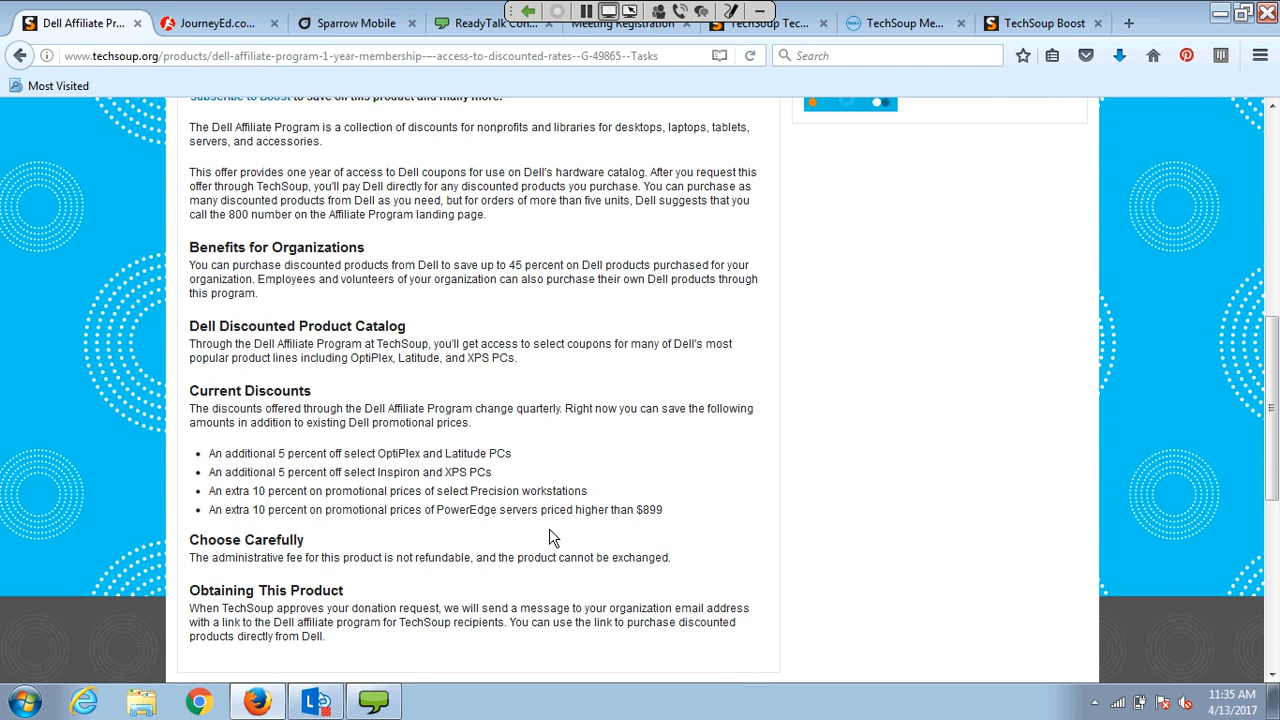 Dell Affiliate Pr...
JourneyEd.co...
Sparrow Mobile
ReadyTalk Con...
Meeting Registration
TechSoup Tec...
TechSoup Me...
TechSoup Boost
www.techsoup.org/products/dell-affiliate-program-1-year-membership----access-to-discounted-rates--G-49865--Tasks
Search
Most Visited
Subscribe to Boost to save on this product and many more.
The Dell Affiliate Program is a collection of discounts for nonprofits and libraries for desktops, laptops, tablets,
servers, and accessories.
This offer provides one year of access to Dell coupons for use on Dell's hardware catalog. After you request this
offer through TechSoup, you'll pay Dell directly for any discounted products you purchase. You can purchase as
many discounted products from Dell as you need, but for orders of more than five units, Dell suggests that you
call the 800 number on the Affiliate Program landing page.
Benefits for Organizations
You can purchase discounted products from Dell to save up to 45 percent on Dell products purchased for your
organization. Employees and volunteers of your organization can also purchase their own Dell products through
this program.
Dell Discounted Product Catalog
Through the Dell Affiliate Program at TechSoup, you'll get access to select coupons for many of Dell's most
popular product lines including OptiPlex, Latitude, and XPS PCs.
Current Discounts
The discounts offered through the Dell Affiliate Program change quarterly. Right now you can save the following
amounts in addition to existing Dell promotional prices.
• An additional 5 percent off select OptiPlex and Latitude PCs
• An additional 5 percent off select Inspiron and XPS PCs
• An extra 10 percent on promotional prices of select Precision workstations
• An extra 10 percent on promotional prices of PowerEdge servers priced higher than $899
Choose Carefully
The administrative fee for this product is not refundable, and the product cannot be exchanged.
Obtaining This Product
When TechSoup approves your donation request, we will send a message to your organization email address
with a link to the Dell affiliate program for TechSoup recipients. You can use the link to purchase discounted
products directly from Dell.
11:35 AM
4/13/2017